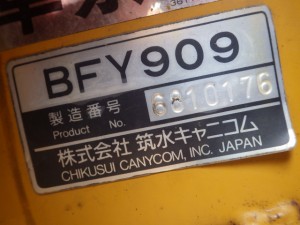 BFY909
製造番号
Product No. 6810176
株式会社 筑水キャニコム
CHIKUSUI CANYCOM, INC. JAPAN